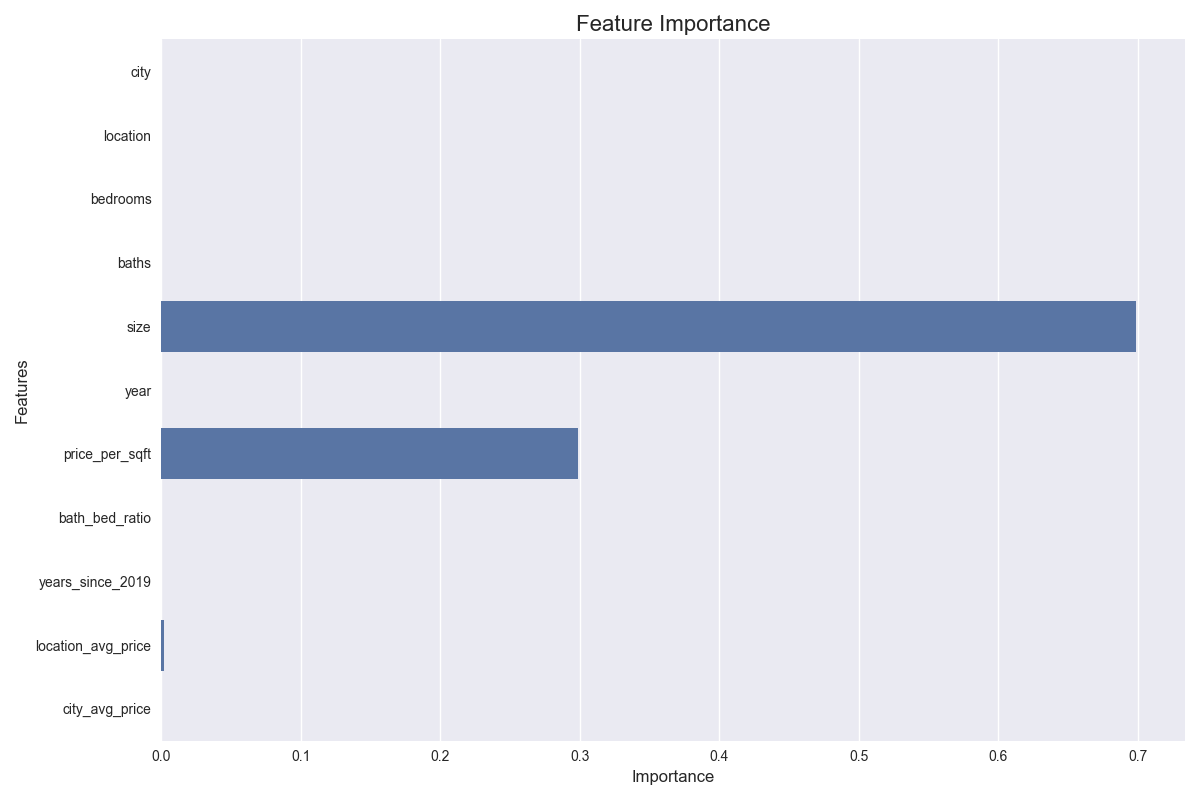 Feature Importance
city
location
bedrooms
baths
size
year
price_per_sqft
bath_bed_ratio
years_since_2019
location_avg_price
city_avg_price
Features
0.0 0.1 0.2 0.3 0.4 0.5 0.6 0.7
Importance